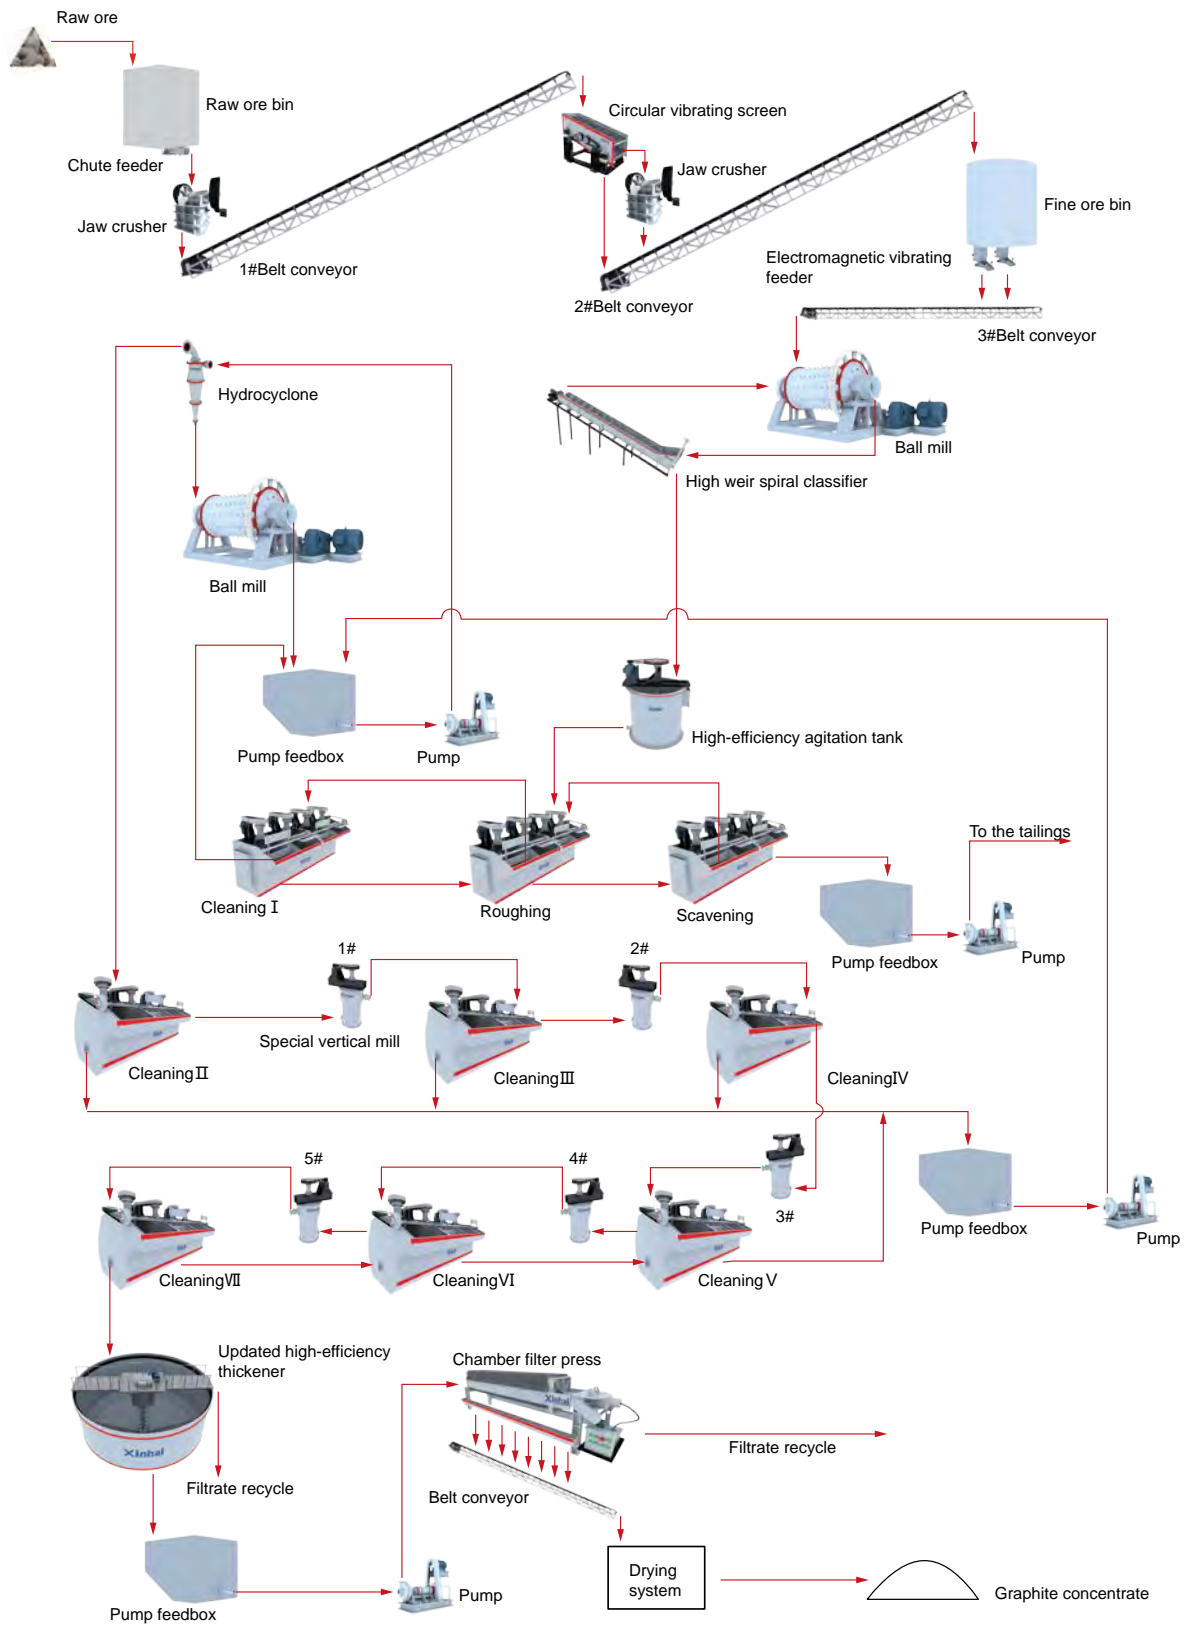 Raw ore
Raw ore bin
Circular vibrating screen
Chute feeder
Jaw crusher
Fine ore bin
Jaw crusher
Electromagnetic vibrating
feeder
1#Belt conveyor
2#Belt conveyor
3#Belt conveyor
Hydrocyclone
Ball mill
High weir spiral classifier
Ball mill
High-efficiency agitation tank
Pump feedbox
Pump
To the tailings
Cleaning Ⅰ
Roughing
Scavening
1#
2#
Pump feedbox
Pump
Special vertical mill
CleaningⅡ
CleaningⅢ
CleaningⅣ
5#
4#
3#
Pump feedbox
Pump
CleaningⅦ
CleaningⅥ
Cleaning Ⅴ
Updated high-efficiency
thickener
Chamber filter press
Xinhai
Xinhai
Filtrate recycle
Filtrate recycle
Belt conveyor
Drying
system
Graphite concentrate
Pump
Pump feedbox